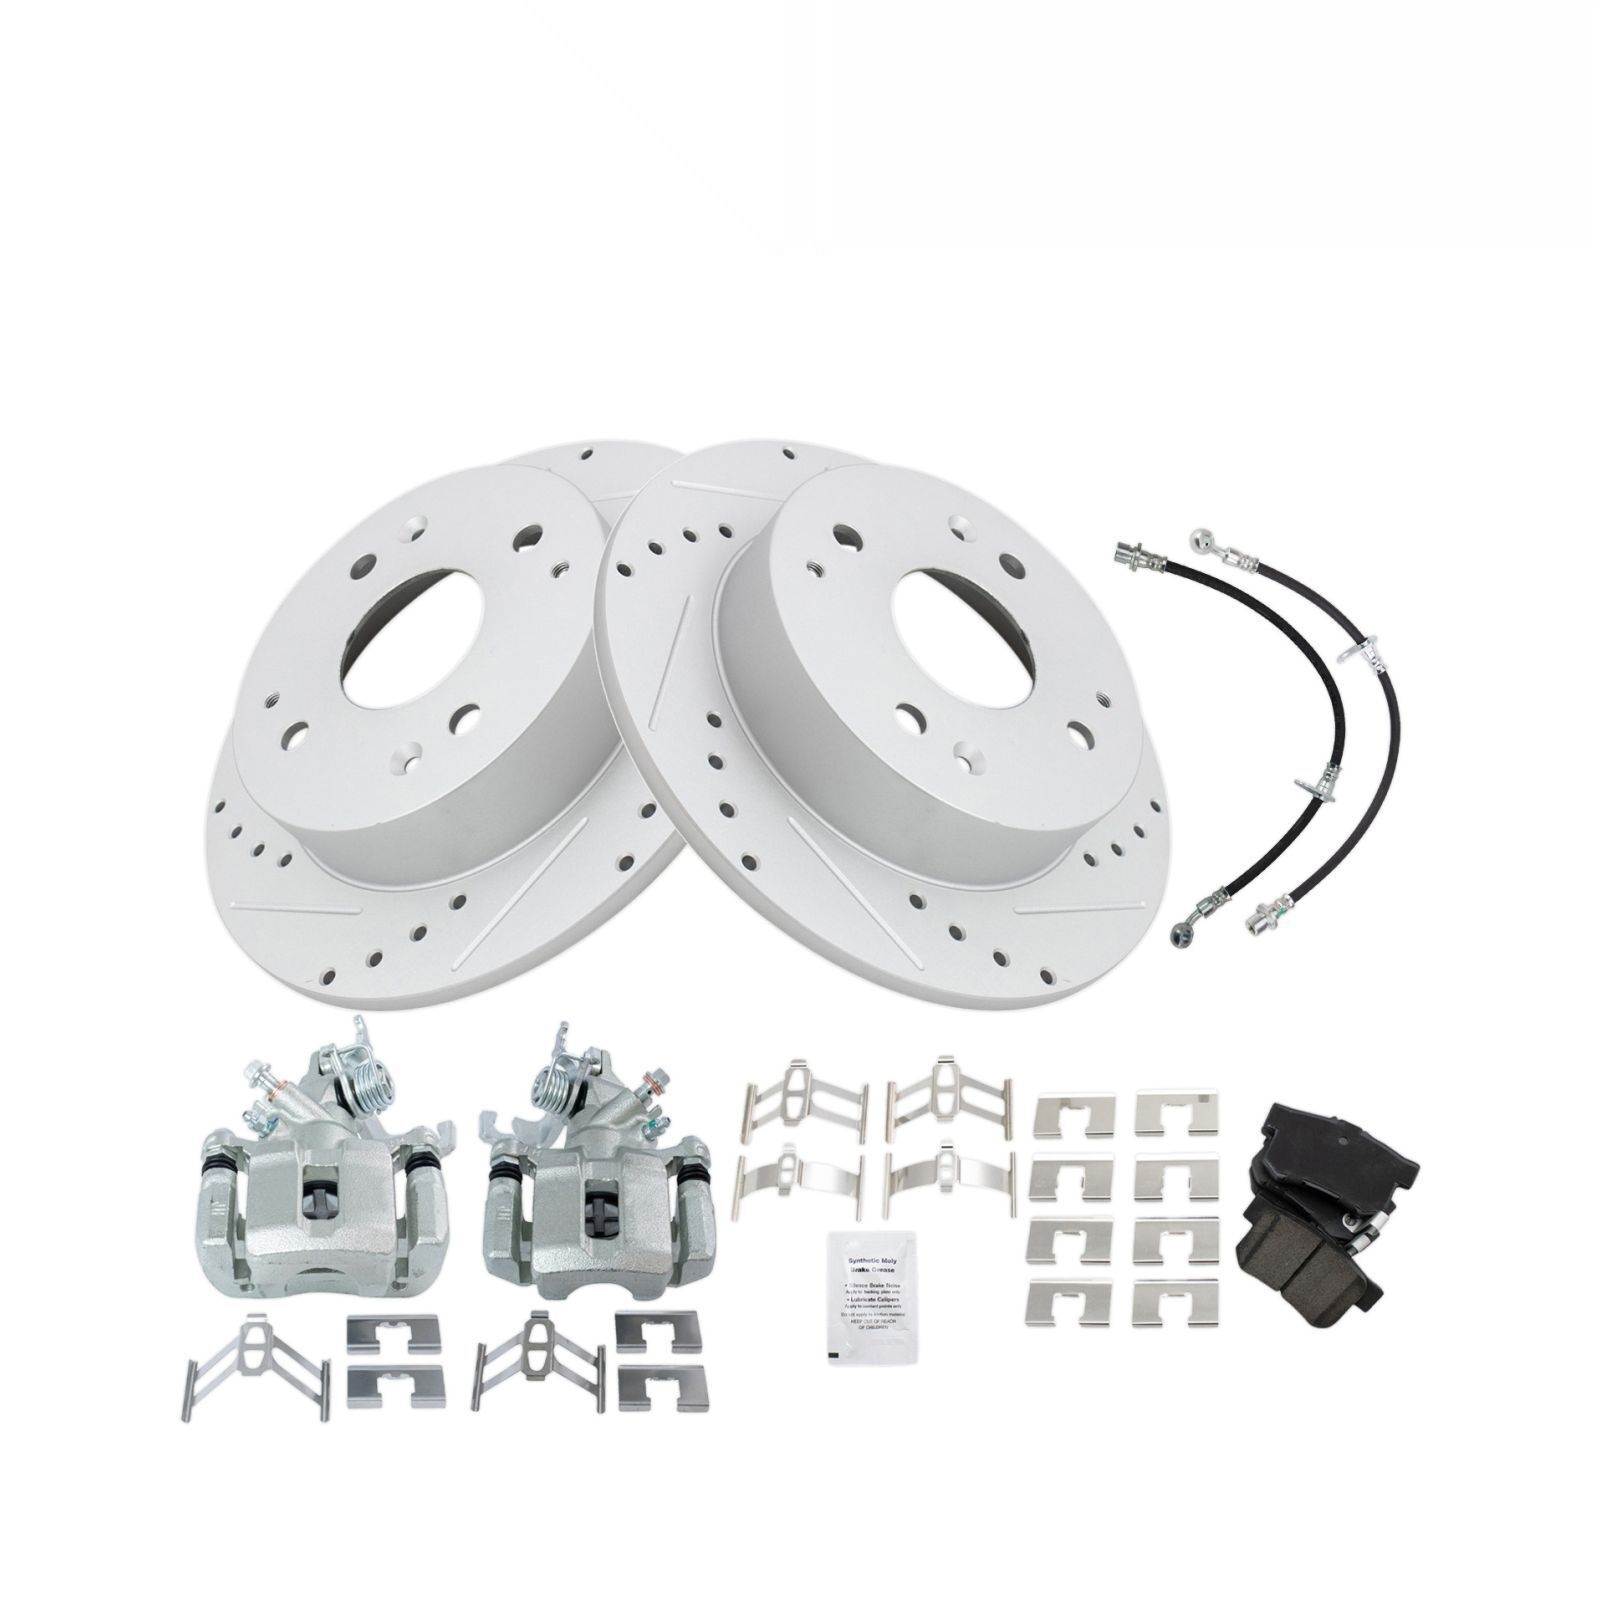 Synthetic Moly
Brake Grease
• Silence Brake Noise
Apply to backing plate only
• Lubricate Calipers
Apply to contact points only
Do not apply to friction material
KEEP OUT OF REACH
OF CHILDREN